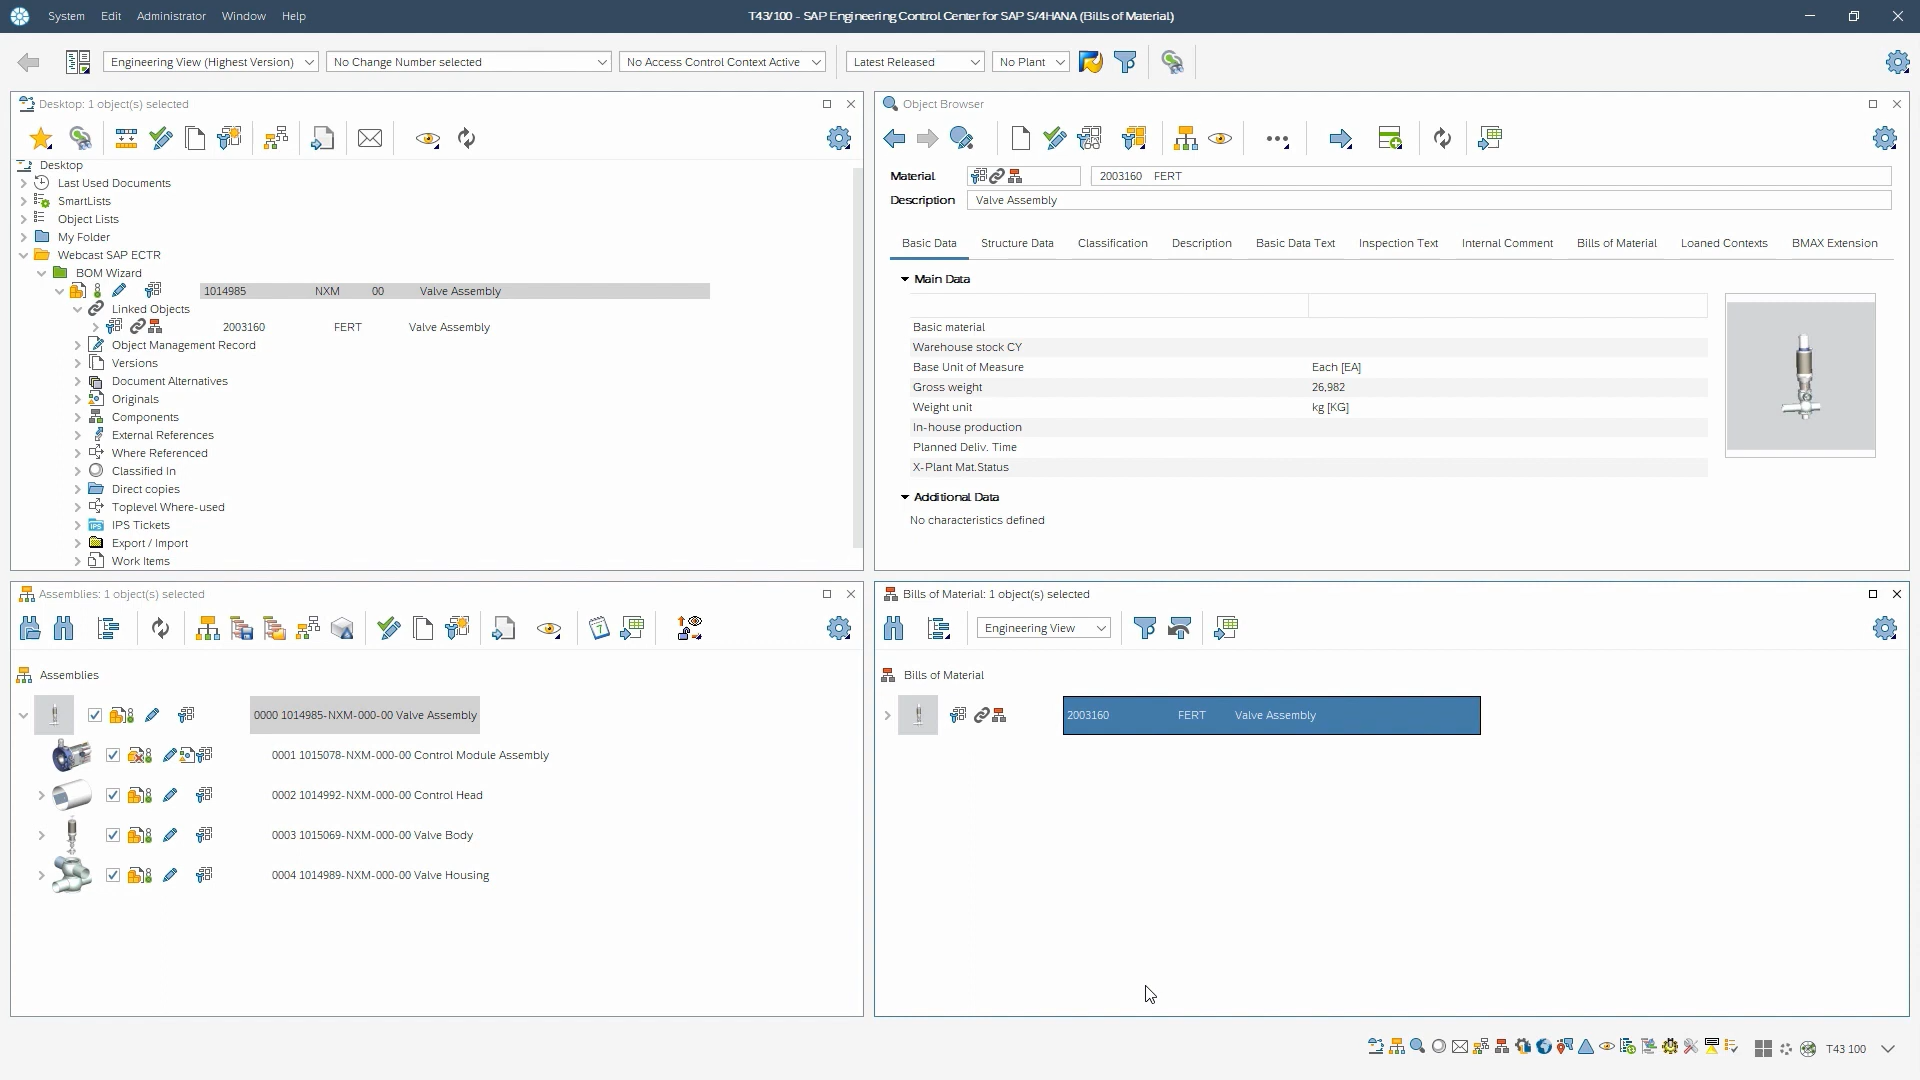 System Edit Administrator Window Help
T43/100 - SAP Engineering Control Center for SAP S/4HANA (Bills of Material)
Engineering View (Highest Version) No Change Number selected No Access Control Context Active Latest Released No Plant
Desktop: 1 object(s) selected
Desktop
Last Used Documents
SmartLists
Object Lists
My Folder
Webcast SAP ECTR
BOM Wizard
1014985 NXM 00 Valve Assembly
Linked Objects
2003160 FERT Valve Assembly
Object Management Record
Versions
Document Alternatives
Originals
Components
External References
Where Referenced
Classified In
Direct copies
Toplevel Where-used
IPS IPS Tickets
Export / Import
Work Items
Object Browser
Material 2003160 FERT
Description Valve Assembly
Basic Data Structure Data Classification Description Basic Data Text Inspection Text Internal Comment Bills of Material Loaned Contexts BMAX Extension
Main Data
Basic material
Warehouse stock CY
Base Unit of Measure Each [EA]
Gross weight 26,982
Weight unit kg [KG]
In-house production
Planned Deliv. Time
X-Plant Mat.Status
Additional Data
No characteristics defined
Assemblies: 1 object(s) selected
7
Assemblies
0000 1014985-NXM-000-00 Valve Assembly
0001 1015078-NXM-000-00 Control Module Assembly
0002 1014992-NXM-000-00 Control Head
0003 1015069-NXM-000-00 Valve Body
0004 1014989-NXM-000-00 Valve Housing
Bills of Material: 1 object(s) selected
Engineering View
Bills of Material
2003160 FERT Valve Assembly
T43 100